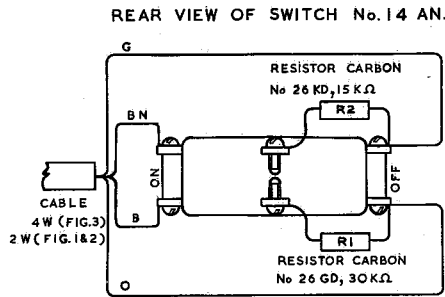 REAR VIEW OF SWITCH No. 14 AN.
G
RESISTOR CARBON
No 26 KD, 15 KΩ
R2
BN
ON
OFF
CABLE
4W (FIG. 3)
2W (FIG. 1&2)
B
R1
RESISTOR CARBON
No 26 GD, 30 KΩ
O